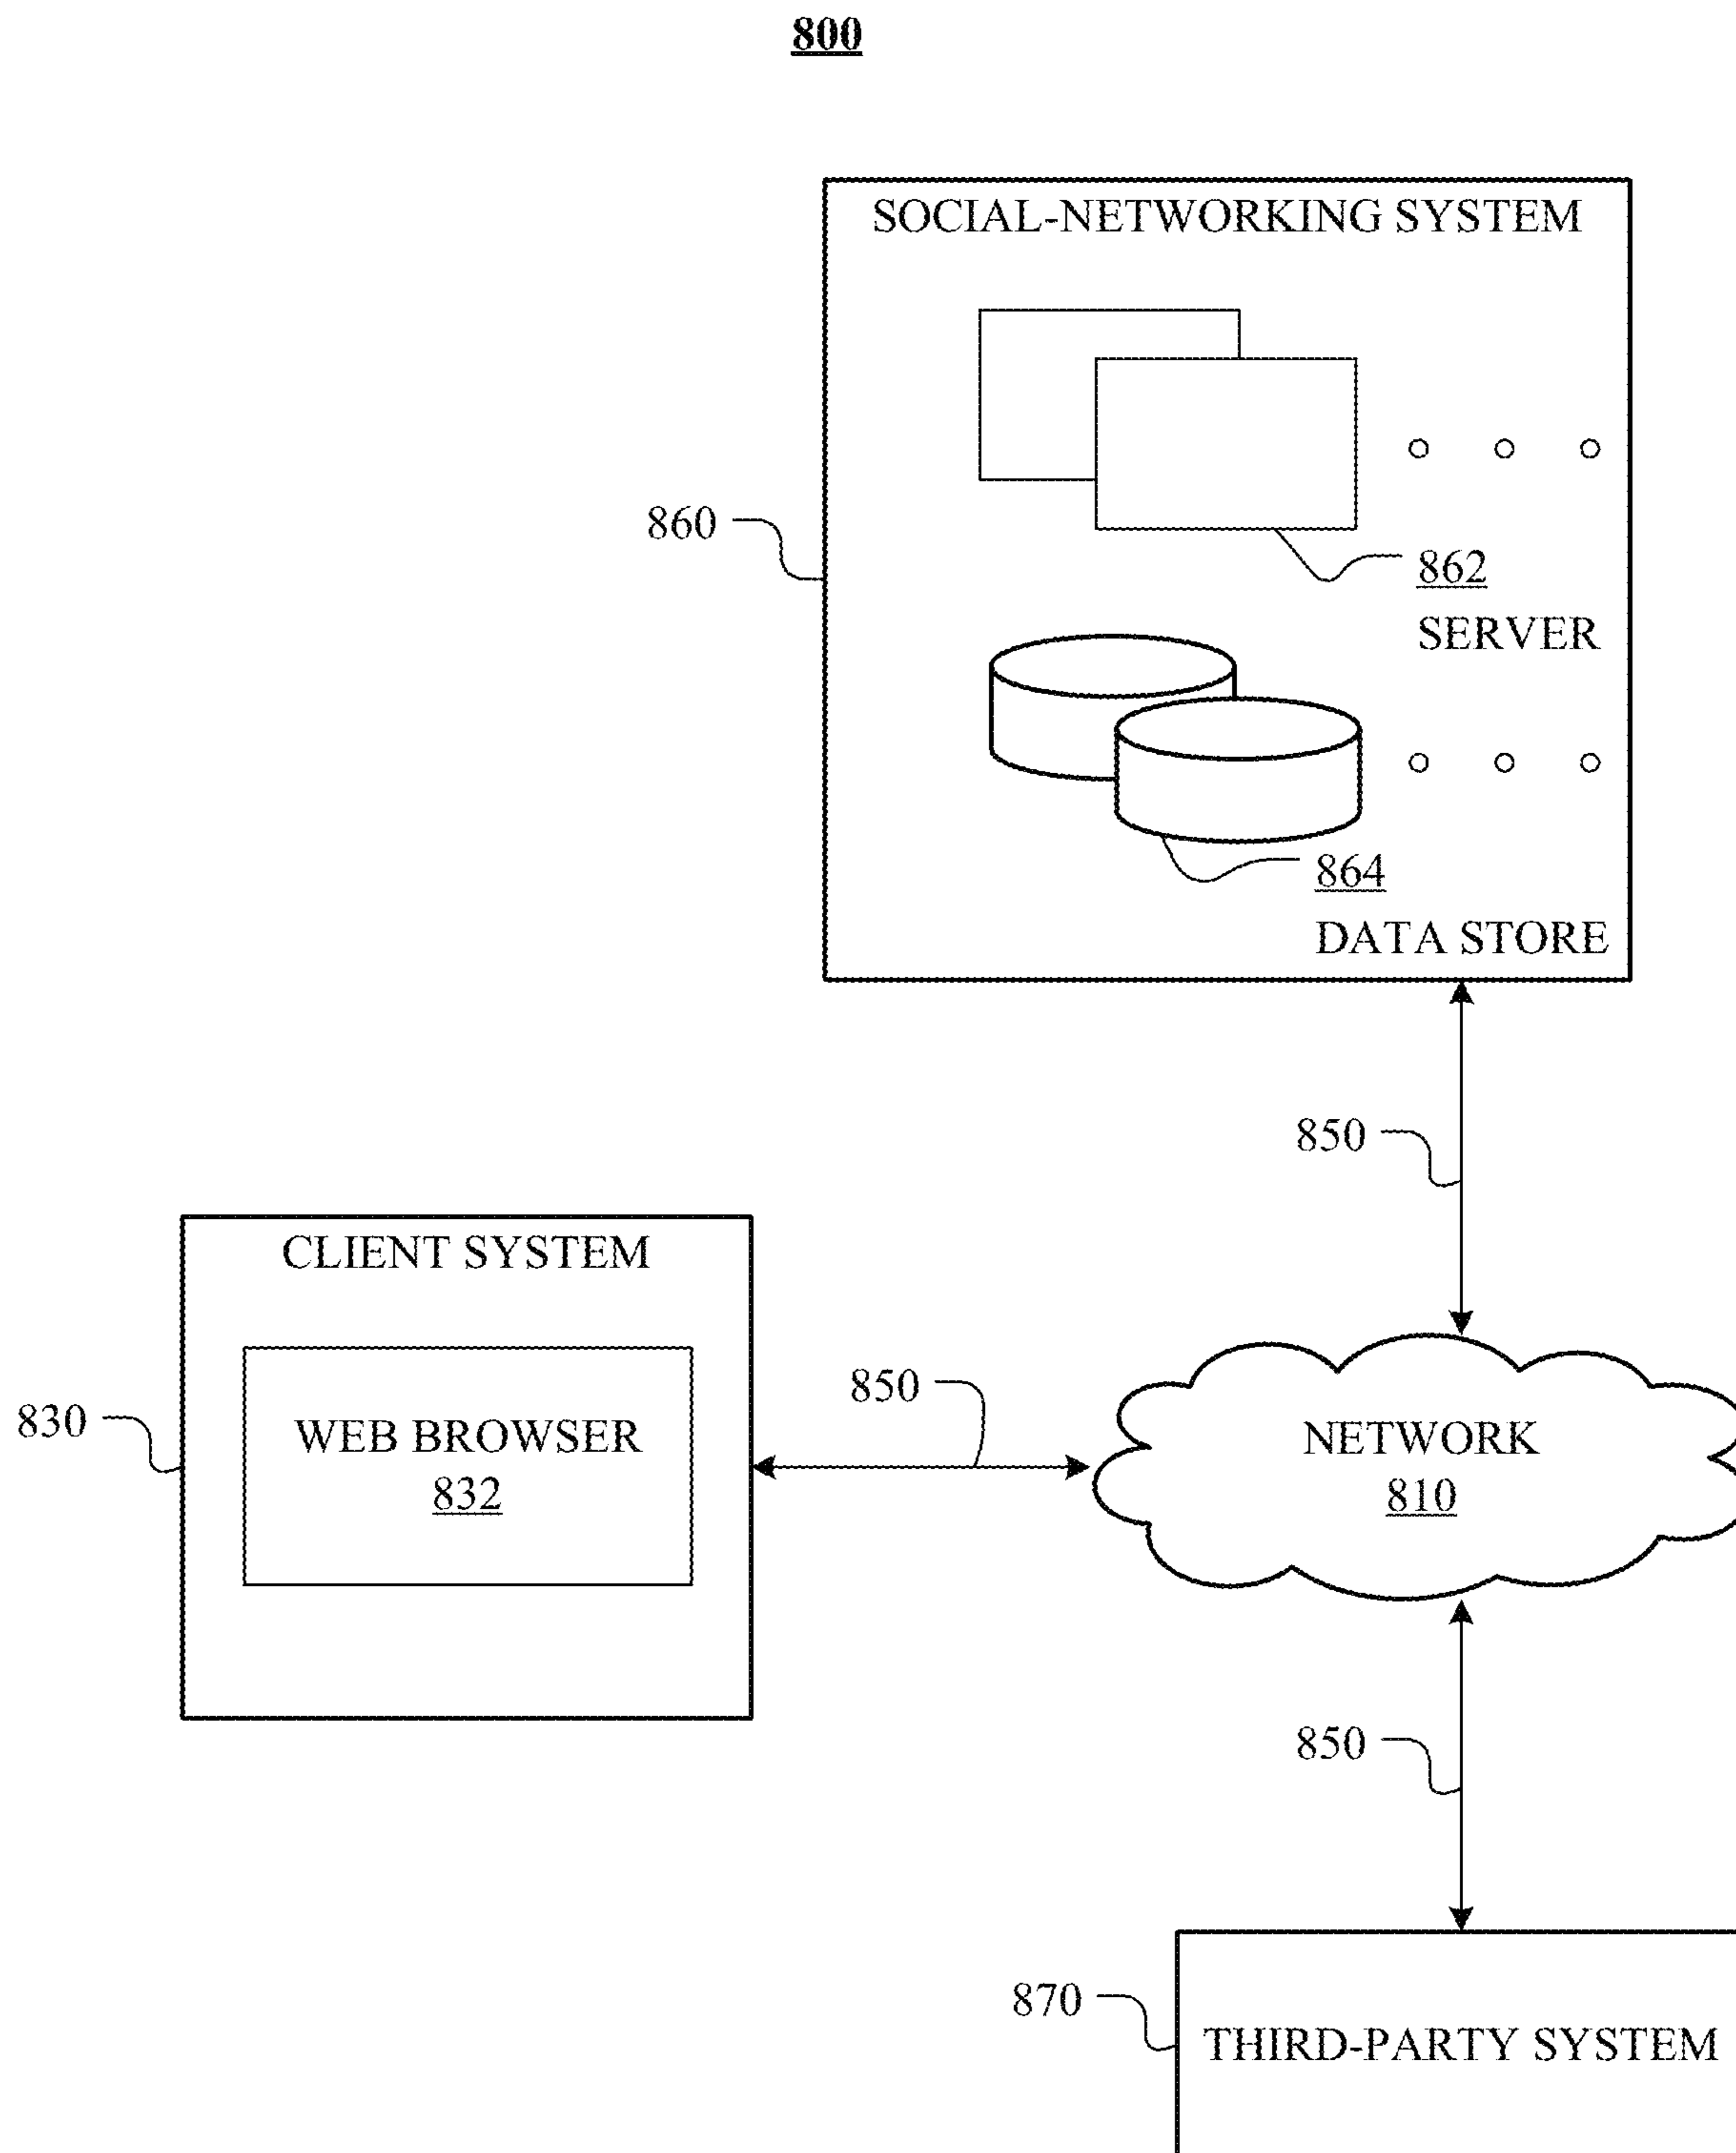 800
SOCIAL-NETWORKING SYSTEM
860
862
SERVER
864
DATA STORE
850
CLIENT SYSTEM
830
WEB BROWSER
832
850
NETWORK
810
850
870
THIRD-PARTY SYSTEM